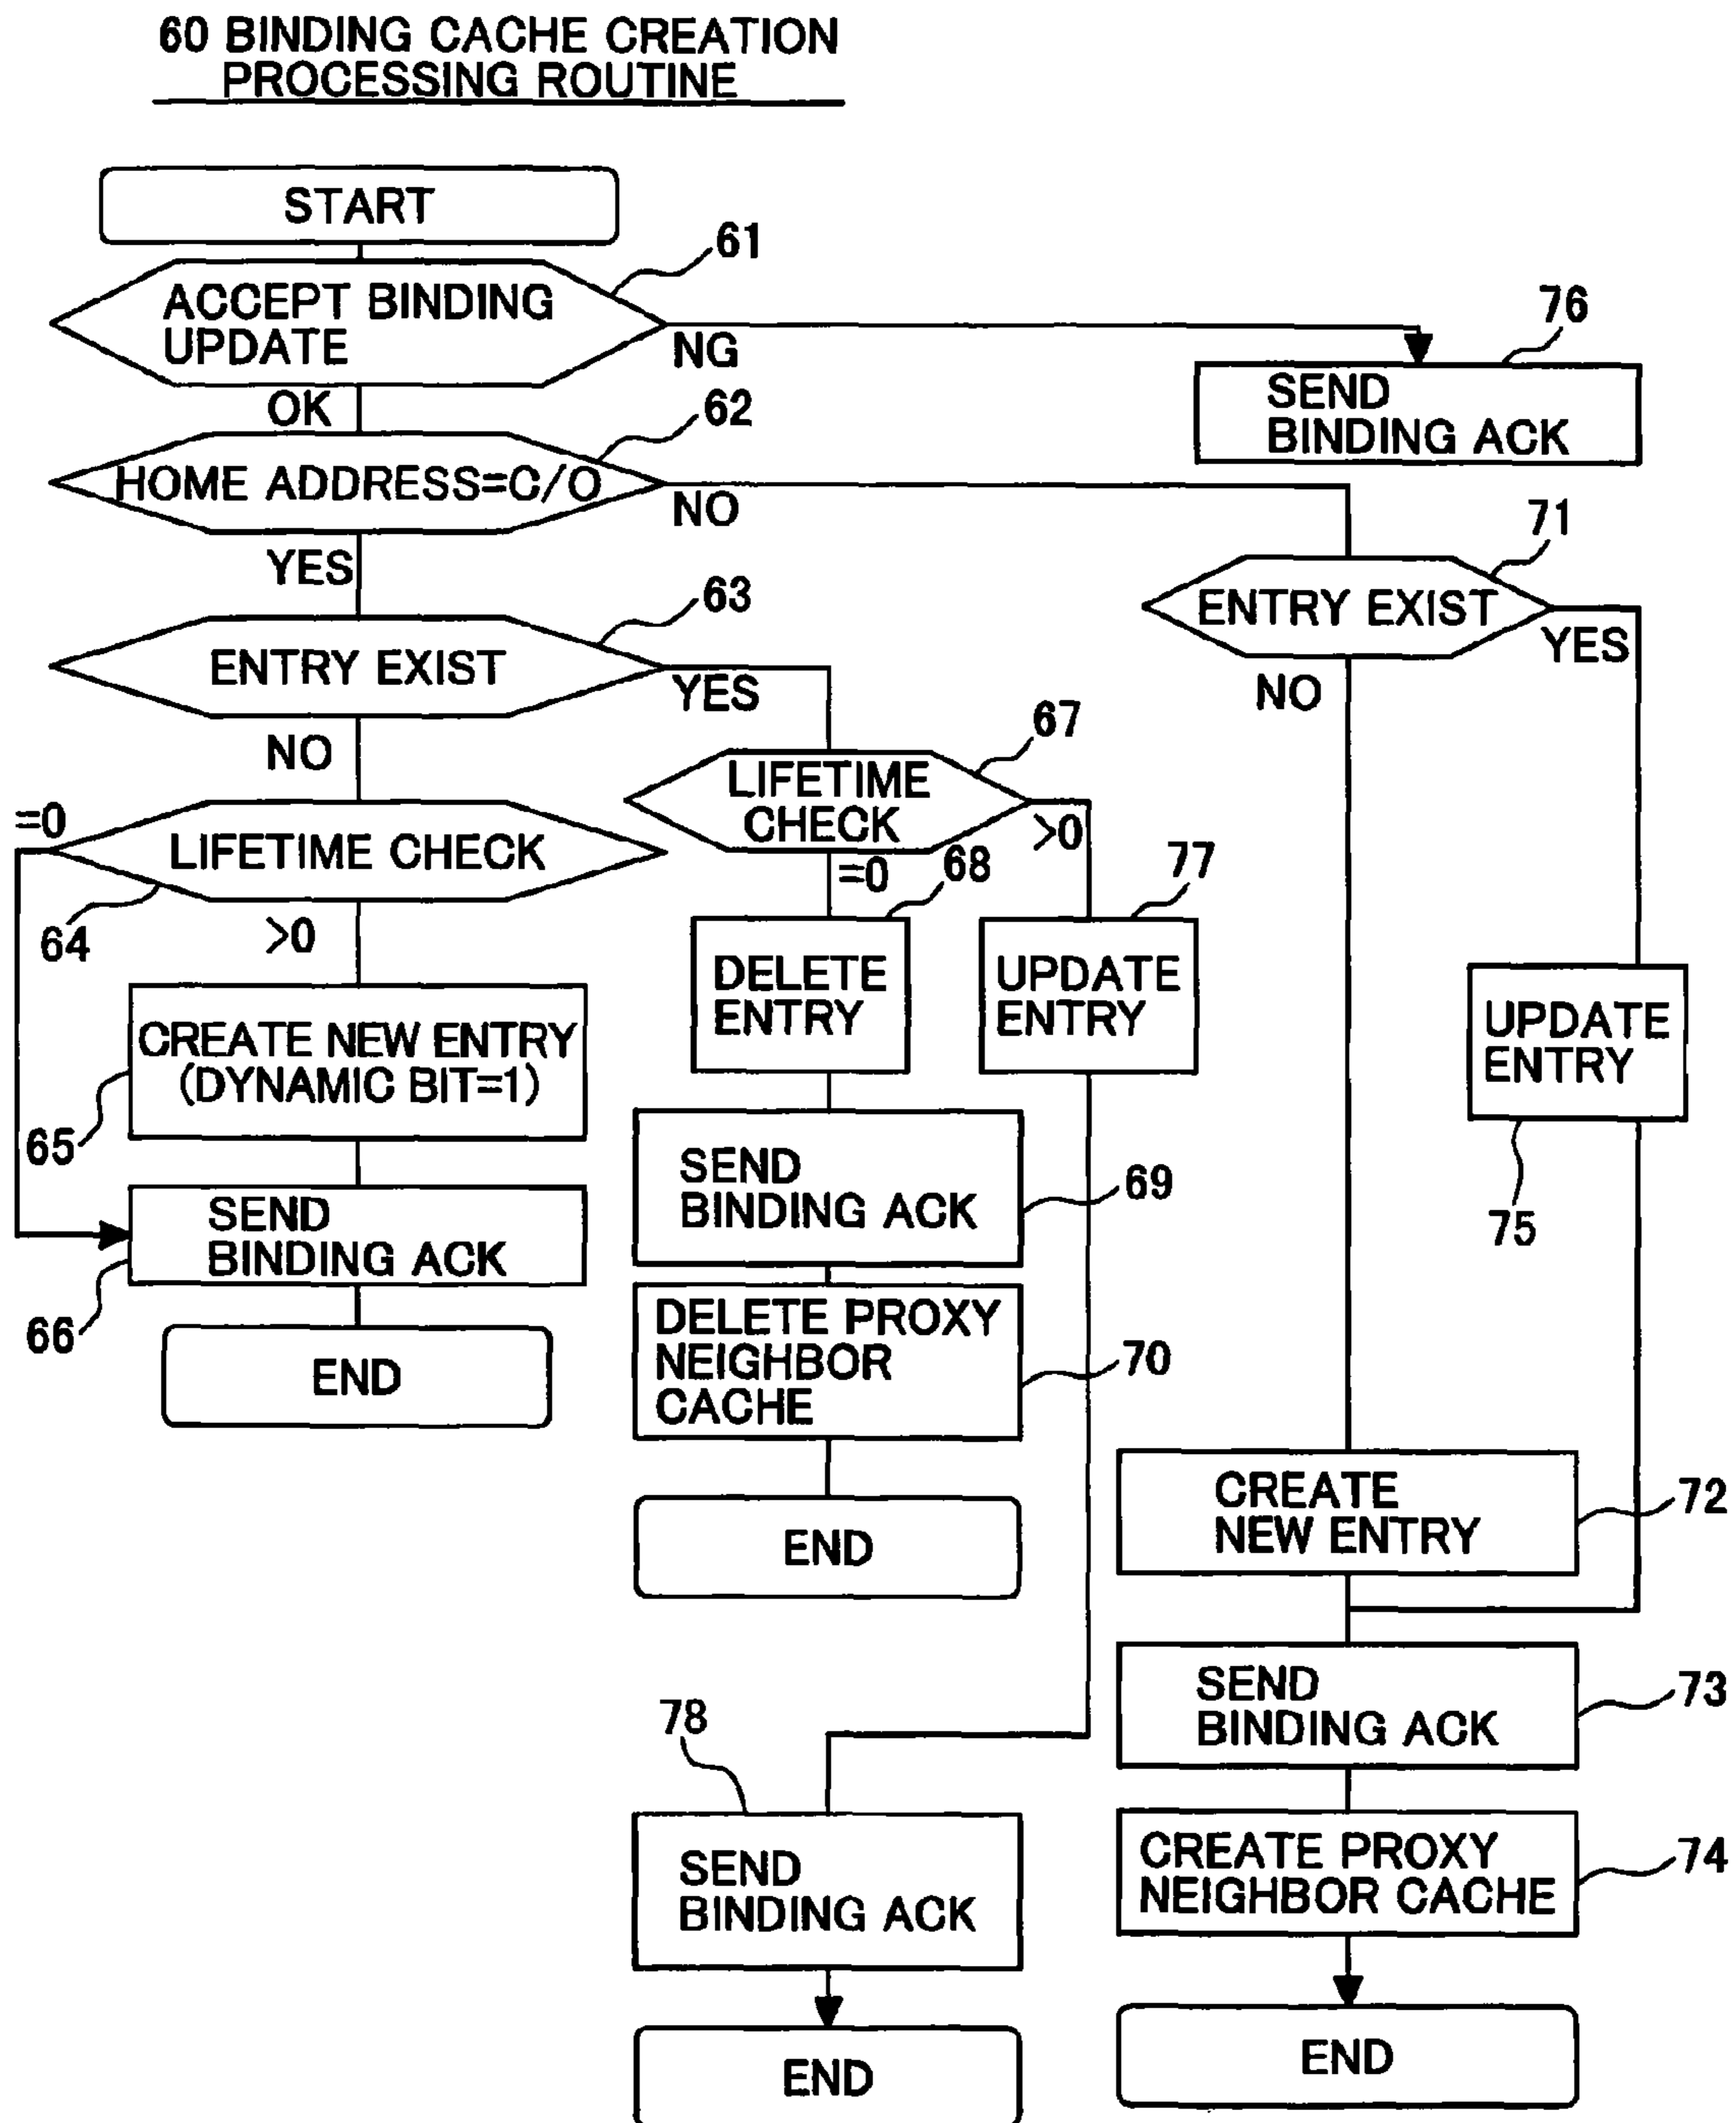 60 BINDING CACHE CREATION
PROCESSING ROUTINE
START
61
ACCEPT BINDING
UPDATE
NG
OK
76
SEND
BINDING ACK
62
HOME ADDRESS=C/O
NO
YES
71
ENTRY EXIST
YES
NO
63
ENTRY EXIST
YES
NO
67
LIFETIME
CHECK
>0
=0
=0
LIFETIME CHECK
64
>0
68
DELETE
ENTRY
77
UPDATE
ENTRY
UPDATE
ENTRY
75
CREATE NEW ENTRY
(DYNAMIC BIT=1)
65
SEND
BINDING ACK
69
SEND
BINDING ACK
66
END
DELETE PROXY
NEIGHBOR
CACHE
70
END
CREATE
NEW ENTRY
72
SEND
BINDING ACK
73
78
SEND
BINDING ACK
CREATE PROXY
NEIGHBOR CACHE
74
END
END